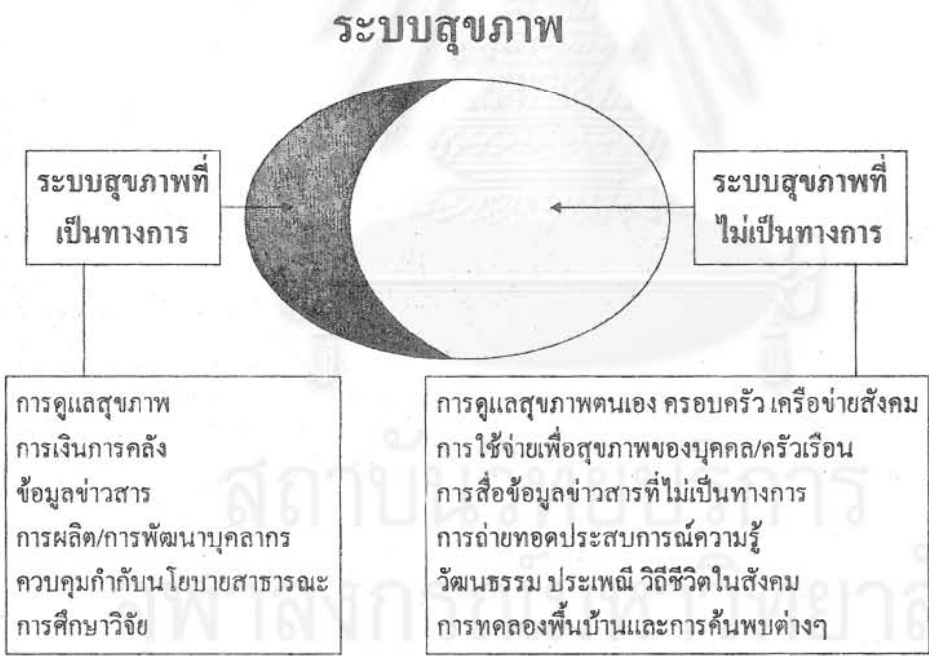 ระบบสุขภาพ
ระบบสุขภาพที่
เป็นทางการ
ระบบสุขภาพที่
ไม่เป็นทางการ
การดูแลสุขภาพ
การเงินการคลัง
ข้อมูลข่าวสาร
การผลิต/การพัฒนาบุคลากร
ควบคุมกำกับนโยบายสาธารณะ
การศึกษาวิจัย
การดูแลสุขภาพตนเอง ครอบครัว เครือข่ายสังคม
การใช้จ่ายเพื่อสุขภาพของบุคคล/ครัวเรือน
การสื่อข้อมูลข่าวสารที่ไม่เป็นทางการ
การถ่ายทอดประสบการณ์ความรู้
วัฒนธรรม ประเพณี วิถีชีวิตในสังคม
การทดลองพื้นบ้านและการค้นพบต่างๆ
สถาบันวิทยบริการ